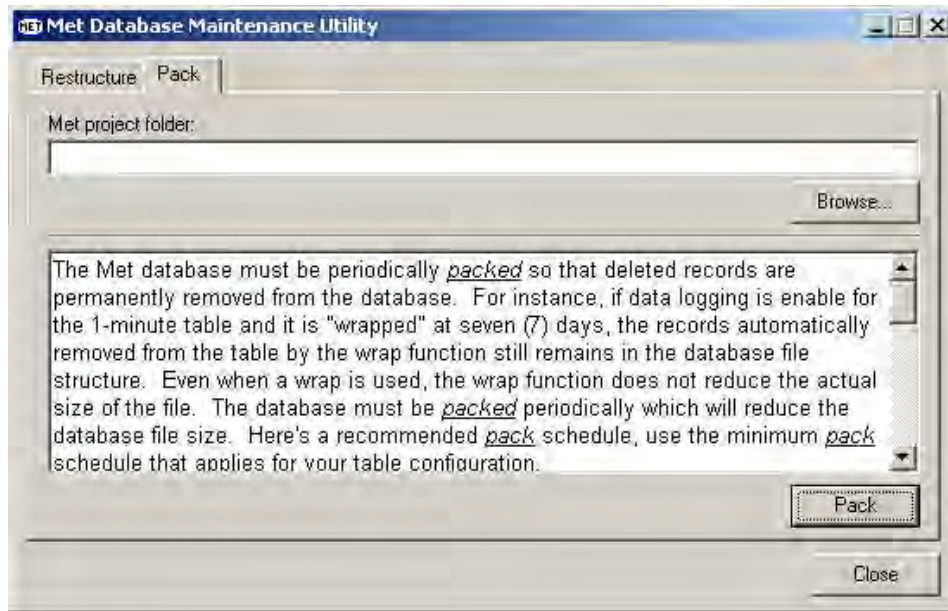 MET Met Database Maintenance Utility
Restructure Pack
Met project folder:
Browse...
The Met database must be periodically packed so that deleted records are
permanently removed from the database. For instance, if data logging is enable for
the 1-minute table and it is "wrapped" at seven (7) days, the records automatically
removed from the table by the wrap function still remains in the database file
structure. Even when a wrap is used, the wrap function does not reduce the actual
size of the file. The database must be packed periodically which will reduce the
database file size. Here's a recommended pack schedule, use the minimum pack
schedule that applies for your table configuration.
Pack
Close